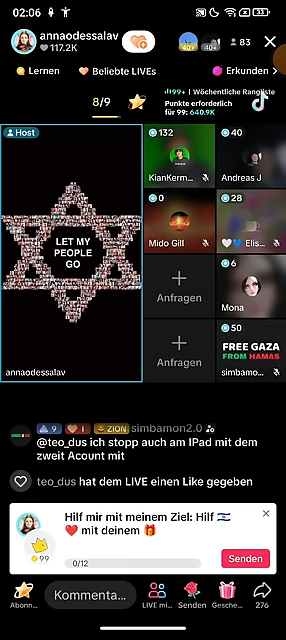 02:06
33
annaodessalav
117.2K
40+
40+
83
Lernen
Beliebte LIVEs
Erkunden
8/9
99+ | Wöchentliche Rangliste
Punkte erforderlich
für 99: 640.9K
Host
LET MY
PEOPLE
GO
annaodessalav
132
KianKerm...
40
Andreas J
0
Mido Gill
28
Elis...
Anfragen
6
Mona
Anfragen
50
FREE GAZA
FROM HAMAS
simbamo...
9 1 ZION simbamon2.0
@teo_dus ich stopp auch am IPad mit dem
zweit Acount mit
teo_dus hat dem LIVE einen Like gegeben
Hilf mir mit meinem Ziel: Hilf 🇮🇱
❤️ mit deinem 🎁
99
0/12
Senden
Abonn...
Kommenta...
LIVE mi...
Senden
Gesche...
276